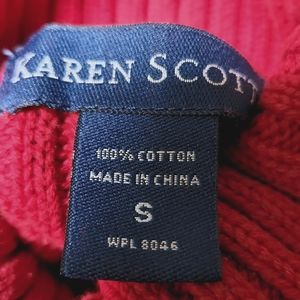 KAREN SCOTT
100% COTTON
MADE IN CHINA
S
WPL 8046